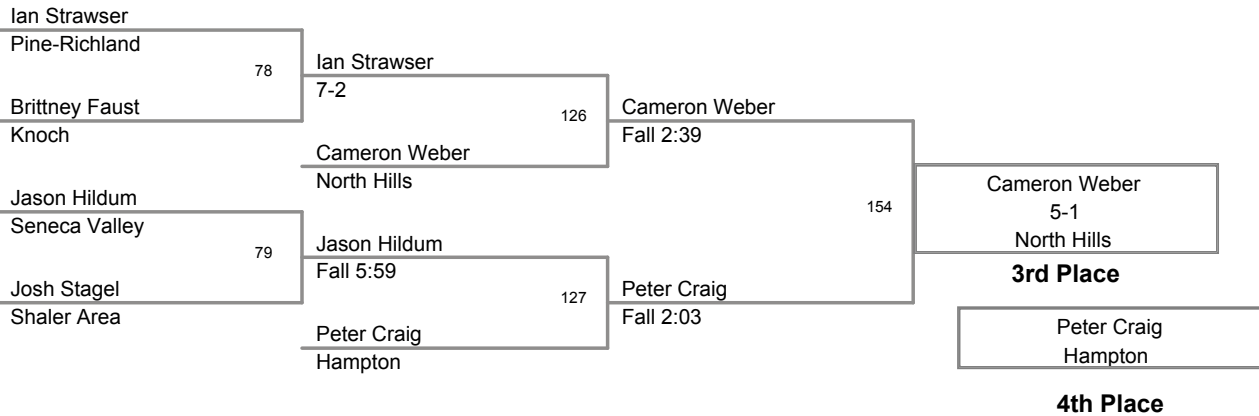 Ian Strawser
Pine-Richland
78
Brittney Faust
Knoch
Jason Hildum
Seneca Valley
79
Josh Stagel
Shaler Area
Ian Strawser
7-2
126
Cameron Weber
North Hills
Jason Hildum
Fall 5:59
127
Peter Craig
Hampton
Cameron Weber
Fall 2:39
154
Peter Craig
Fall 2:03
Cameron Weber
5-1
North Hills
3rd Place
Peter Craig
Hampton
4th Place